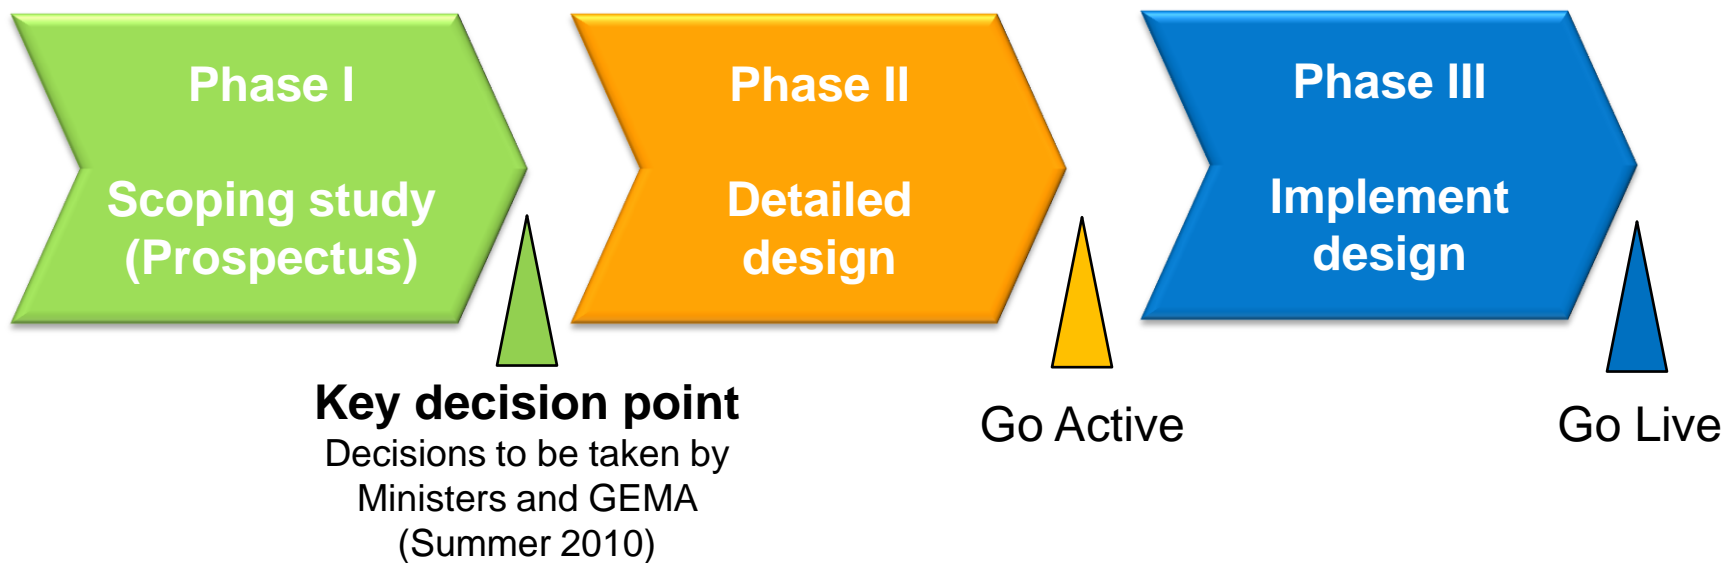 Phase I
Scoping study
(Prospectus)
Phase II
Detailed
design
Phase III
Implement
design
Key decision point
Decisions to be taken by
Ministers and GEMA
(Summer 2010)
Go Active
Go Live